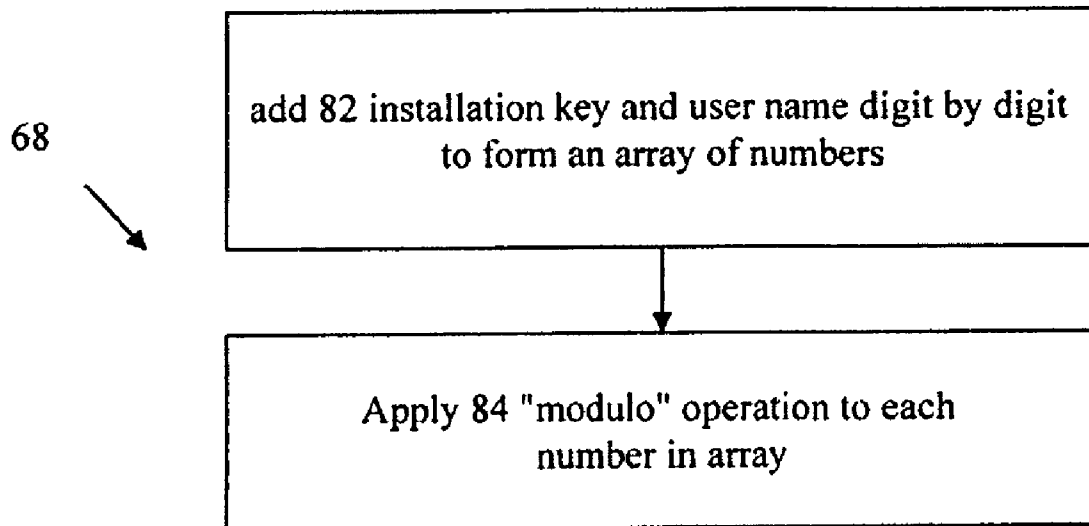 68
add 82 installation key and user name digit by digit
to form an array of numbers
Apply 84 "modulo" operation to each
number in array